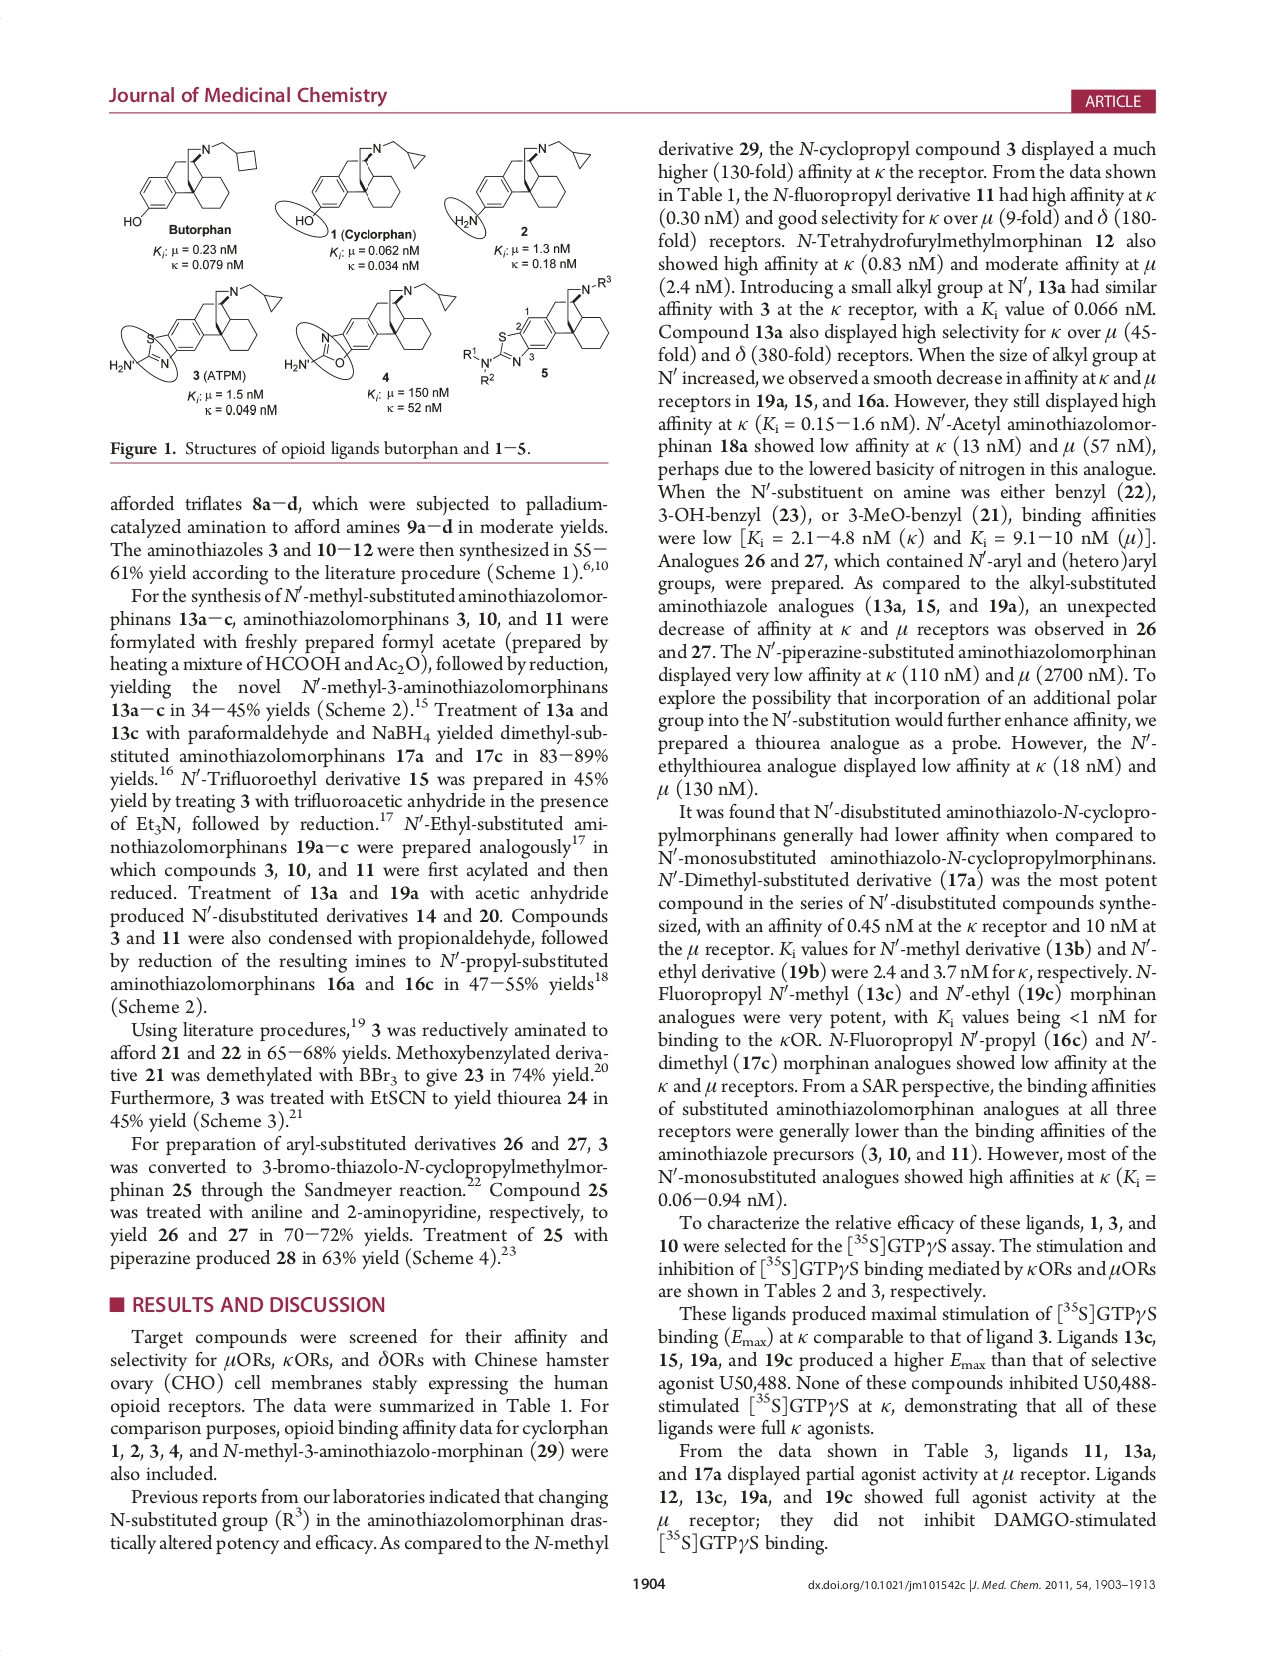 Journal of Medicinal Chemistry
ARTICLE
N
HO
Butorphan
Ki: μ = 0.23 nM
κ = 0.079 nM
N
HO
1 (Cyclorphan)
Ki: μ = 0.062 nM
κ = 0.034 nM
N
H2N
2
Ki: μ = 1.3 nM
κ = 0.18 nM
N
S
N
H2N
3 (ATPM)
Ki: μ = 1.5 nM
κ = 0.049 nM
N
N
O
H2N
4
Ki: μ = 150 nM
κ = 52 nM
N-R3
1
2
S
3
N
R1
N'
R2
5
Figure 1. Structures of opioid ligands butorphan and 1−5.
afforded triflates 8a−d, which were subjected to palladium-
catalyzed amination to afford amines 9a−d in moderate yields.
The aminothiazoles 3 and 10−12 were then synthesized in 55−
61% yield according to the literature procedure (Scheme 1).6,10
For the synthesis of N′-methyl-substituted aminothiazolomor-
phinans 13a−c, aminothiazolomorphinans 3, 10, and 11 were
formylated with freshly prepared formyl acetate (prepared by
heating a mixture of HCOOH and Ac2O), followed by reduction,
yielding the novel N′-methyl-3-aminothiazolomorphinans
13a−c in 34−45% yields (Scheme 2).15 Treatment of 13a and
13c with paraformaldehyde and NaBH4 yielded dimethyl-sub-
stituted aminothiazolomorphinans 17a and 17c in 83−89%
yields.16 N′-Trifluoroethyl derivative 15 was prepared in 45%
yield by treating 3 with trifluoroacetic anhydride in the presence
of Et3N, followed by reduction.17 N′-Ethyl-substituted ami-
nothiazolomorphinans 19a−c were prepared analogously17 in
which compounds 3, 10, and 11 were first acylated and then
reduced. Treatment of 13a and 19a with acetic anhydride
produced N′-disubstituted derivatives 14 and 20. Compounds
3 and 11 were also condensed with propionaldehyde, followed
by reduction of the resulting imines to N′-propyl-substituted
aminothiazolomorphinans 16a and 16c in 47−55% yields18
(Scheme 2).
Using literature procedures,19 3 was reductively aminated to
afford 21 and 22 in 65−68% yields. Methoxybenzylated deriva-
tive 21 was demethylated with BBr3 to give 23 in 74% yield.20
Furthermore, 3 was treated with EtSCN to yield thiourea 24 in
45% yield (Scheme 3).21
For preparation of aryl-substituted derivatives 26 and 27, 3
was converted to 3-bromo-thiazolo-N-cyclopropylmethylmor-
phinan 25 through the Sandmeyer reaction.22 Compound 25
was treated with aniline and 2-aminopyridine, respectively, to
yield 26 and 27 in 70−72% yields. Treatment of 25 with
piperazine produced 28 in 63% yield (Scheme 4).23
■ RESULTS AND DISCUSSION
Target compounds were screened for their affinity and
selectivity for μORs, κORs, and δORs with Chinese hamster
ovary (CHO) cell membranes stably expressing the human
opioid receptors. The data were summarized in Table 1. For
comparison purposes, opioid binding affinity data for cyclorphan
1, 2, 3, 4, and N-methyl-3-aminothiazolo-morphinan (29) were
also included.
Previous reports from our laboratories indicated that changing
N-substituted group (R3) in the aminothiazolomorphinan dras-
tically altered potency and efficacy. As compared to the N-methyl
derivative 29, the N-cyclopropyl compound 3 displayed a much
higher (130-fold) affinity at κ the receptor. From the data shown
in Table 1, the N-fluoropropyl derivative 11 had high affinity at κ
(0.30 nM) and good selectivity for κ over μ (9-fold) and δ (180-
fold) receptors. N-Tetrahydrofurylmethylmorphinan 12 also
showed high affinity at κ (0.83 nM) and moderate affinity at μ
(2.4 nM). Introducing a small alkyl group at N′, 13a had similar
affinity with 3 at the κ receptor, with a Ki value of 0.066 nM.
Compound 13a also displayed high selectivity for κ over μ (45-
fold) and δ (380-fold) receptors. When the size of alkyl group at
N′ increased, we observed a smooth decrease in affinity at κ and μ
receptors in 19a, 15, and 16a. However, they still displayed high
affinity at κ (Ki = 0.15−1.6 nM). N′-Acetyl aminothiazolomor-
phinan 18a showed low affinity at κ (13 nM) and μ (57 nM),
perhaps due to the lowered basicity of nitrogen in this analogue.
When the N′-substituent on amine was either benzyl (22),
3-OH-benzyl (23), or 3-MeO-benzyl (21), binding affinities
were low [Ki = 2.1−4.8 nM (κ) and Ki = 9.1−10 nM (μ)].
Analogues 26 and 27, which contained N′-aryl and (hetero)aryl
groups, were prepared. As compared to the alkyl-substituted
aminothiazole analogues (13a, 15, and 19a), an unexpected
decrease of affinity at κ and μ receptors was observed in 26
and 27. The N′-piperazine-substituted aminothiazolomorphinan
displayed very low affinity at κ (110 nM) and μ (2700 nM). To
explore the possibility that incorporation of an additional polar
group into the N′-substitution would further enhance affinity, we
prepared a thiourea analogue as a probe. However, the N′-
ethylthiourea analogue displayed low affinity at κ (18 nM) and
μ (130 nM).
It was found that N′-disubstituted aminothiazolo-N-cyclopro-
pylmorphinans generally had lower affinity when compared to
N′-monosubstituted aminothiazolo-N-cyclopropylmorphinans.
N′-Dimethyl-substituted derivative (17a) was the most potent
compound in the series of N′-disubstituted compounds synthe-
sized, with an affinity of 0.45 nM at the κ receptor and 10 nM at
the μ receptor. Ki values for N′-methyl derivative (13b) and N′-
ethyl derivative (19b) were 2.4 and 3.7 nM for κ, respectively. N-
Fluoropropyl N′-methyl (13c) and N′-ethyl (19c) morphinan
analogues were very potent, with Ki values being <1 nM for
binding to the κOR. N-Fluoropropyl N′-propyl (16c) and N′-
dimethyl (17c) morphinan analogues showed low affinity at the
κ and μ receptors. From a SAR perspective, the binding affinities
of substituted aminothiazolomorphinan analogues at all three
receptors were generally lower than the binding affinities of the
aminothiazole precursors (3, 10, and 11). However, most of the
N′-monosubstituted analogues showed high affinities at κ (Ki =
0.06−0.94 nM).
To characterize the relative efficacy of these ligands, 1, 3, and
10 were selected for the [35S]GTPγS assay. The stimulation and
inhibition of [35S]GTPγS binding mediated by κORs and μORs
are shown in Tables 2 and 3, respectively.
These ligands produced maximal stimulation of [35S]GTPγS
binding (Emax) at κ comparable to that of ligand 3. Ligands 13c,
15, 19a, and 19c produced a higher Emax than that of selective
agonist U50,488. None of these compounds inhibited U50,488-
stimulated [35S]GTPγS at κ, demonstrating that all of these
ligands were full κ agonists.
From the data shown in Table 3, ligands 11, 13a,
and 17a displayed partial agonist activity at μ receptor. Ligands
12, 13c, 19a, and 19c showed full agonist activity at the
μ receptor; they did not inhibit DAMGO-stimulated
[35S]GTPγS binding.
1904
dx.doi.org/10.1021/jm101542c |J. Med. Chem. 2011, 54, 1903–1913